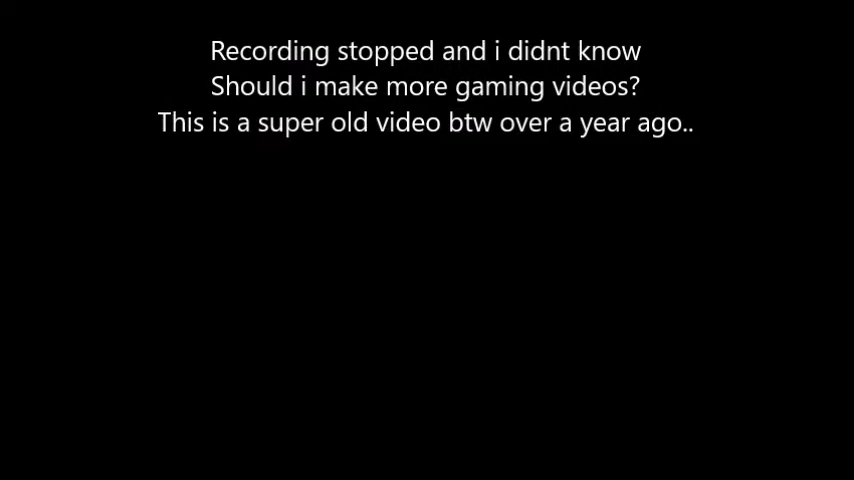 Recording stopped and i didnt know
Should i make more gaming videos?
This is a super old video btw over a year ago..